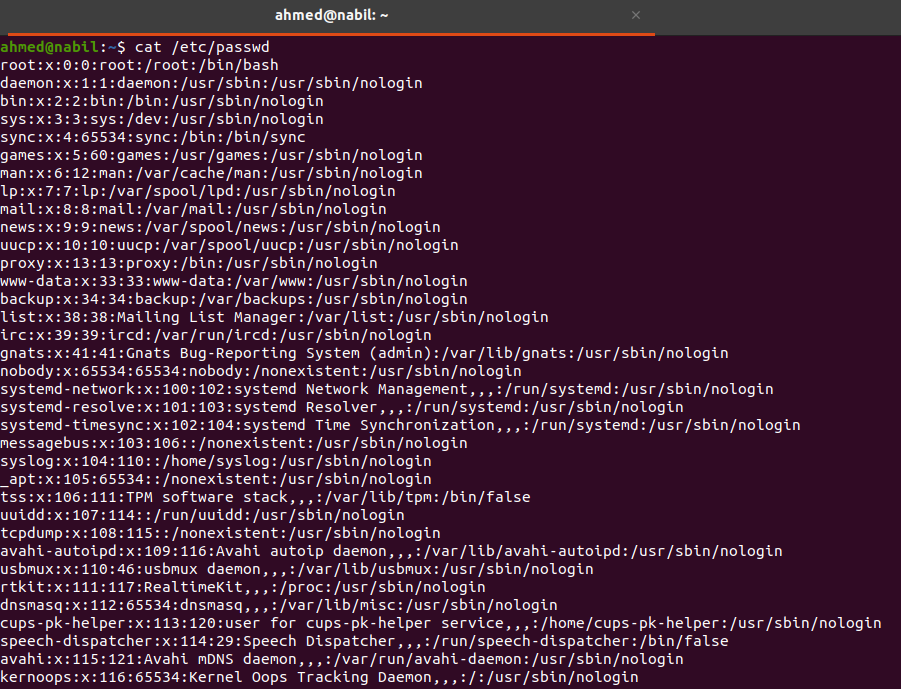 ahmed@nabil: ~
ahmed@nabil:~$ cat /etc/passwd
root:x:0:0:root:/root:/bin/bash
daemon:x:1:1:daemon:/usr/sbin:/usr/sbin/nologin
bin:x:2:2:bin:/bin:/usr/sbin/nologin
sys:x:3:3:sys:/dev:/usr/sbin/nologin
sync:x:4:65534:sync:/bin:/bin/sync
games:x:5:60:games:/usr/games:/usr/sbin/nologin
man:x:6:12:man:/var/cache/man:/usr/sbin/nologin
lp:x:7:7:lp:/var/spool/lpd:/usr/sbin/nologin
mail:x:8:8:mail:/var/mail:/usr/sbin/nologin
news:x:9:9:news:/var/spool/news:/usr/sbin/nologin
uucp:x:10:10:uucp:/var/spool/uucp:/usr/sbin/nologin
proxy:x:13:13:proxy:/bin:/usr/sbin/nologin
www-data:x:33:33:www-data:/var/www:/usr/sbin/nologin
backup:x:34:34:backup:/var/backups:/usr/sbin/nologin
list:x:38:38:Mailing List Manager:/var/list:/usr/sbin/nologin
irc:x:39:39:ircd:/var/run/ircd:/usr/sbin/nologin
gnats:x:41:41:Gnats Bug-Reporting System (admin):/var/lib/gnats:/usr/sbin/nologin
nobody:x:65534:65534:nobody:/nonexistent:/usr/sbin/nologin
systemd-network:x:100:102:systemd Network Management,,,:/run/systemd:/usr/sbin/nologin
systemd-resolve:x:101:103:systemd Resolver,,,:/run/systemd:/usr/sbin/nologin
systemd-timesync:x:102:104:systemd Time Synchronization,,,:/run/systemd:/usr/sbin/nologin
messagebus:x:103:106::/nonexistent:/usr/sbin/nologin
syslog:x:104:110::/home/syslog:/usr/sbin/nologin
_apt:x:105:65534::/nonexistent:/usr/sbin/nologin
tss:x:106:111:TPM software stack,,,:/var/lib/tpm:/bin/false
uuidd:x:107:114::/run/uuidd:/usr/sbin/nologin
tcpdump:x:108:115::/nonexistent:/usr/sbin/nologin
avahi-autoipd:x:109:116:Avahi autoip daemon,,,:/var/lib/avahi-autoipd:/usr/sbin/nologin
usbmux:x:110:46:usbmux daemon,,,:/var/lib/usbmux:/usr/sbin/nologin
rtkit:x:111:117:RealtimeKit,,,:/proc:/usr/sbin/nologin
dnsmasq:x:112:65534:dnsmasq,,,:/var/lib/misc:/usr/sbin/nologin
cups-pk-helper:x:113:120:user for cups-pk-helper service,,,:/home/cups-pk-helper:/usr/sbin/nologin
speech-dispatcher:x:114:29:Speech Dispatcher,,,:/run/speech-dispatcher:/bin/false
avahi:x:115:121:Avahi mDNS daemon,,,:/var/run/avahi-daemon:/usr/sbin/nologin
kernoops:x:116:65534:Kernel Oops Tracking Daemon,,,:/:/usr/sbin/nologin